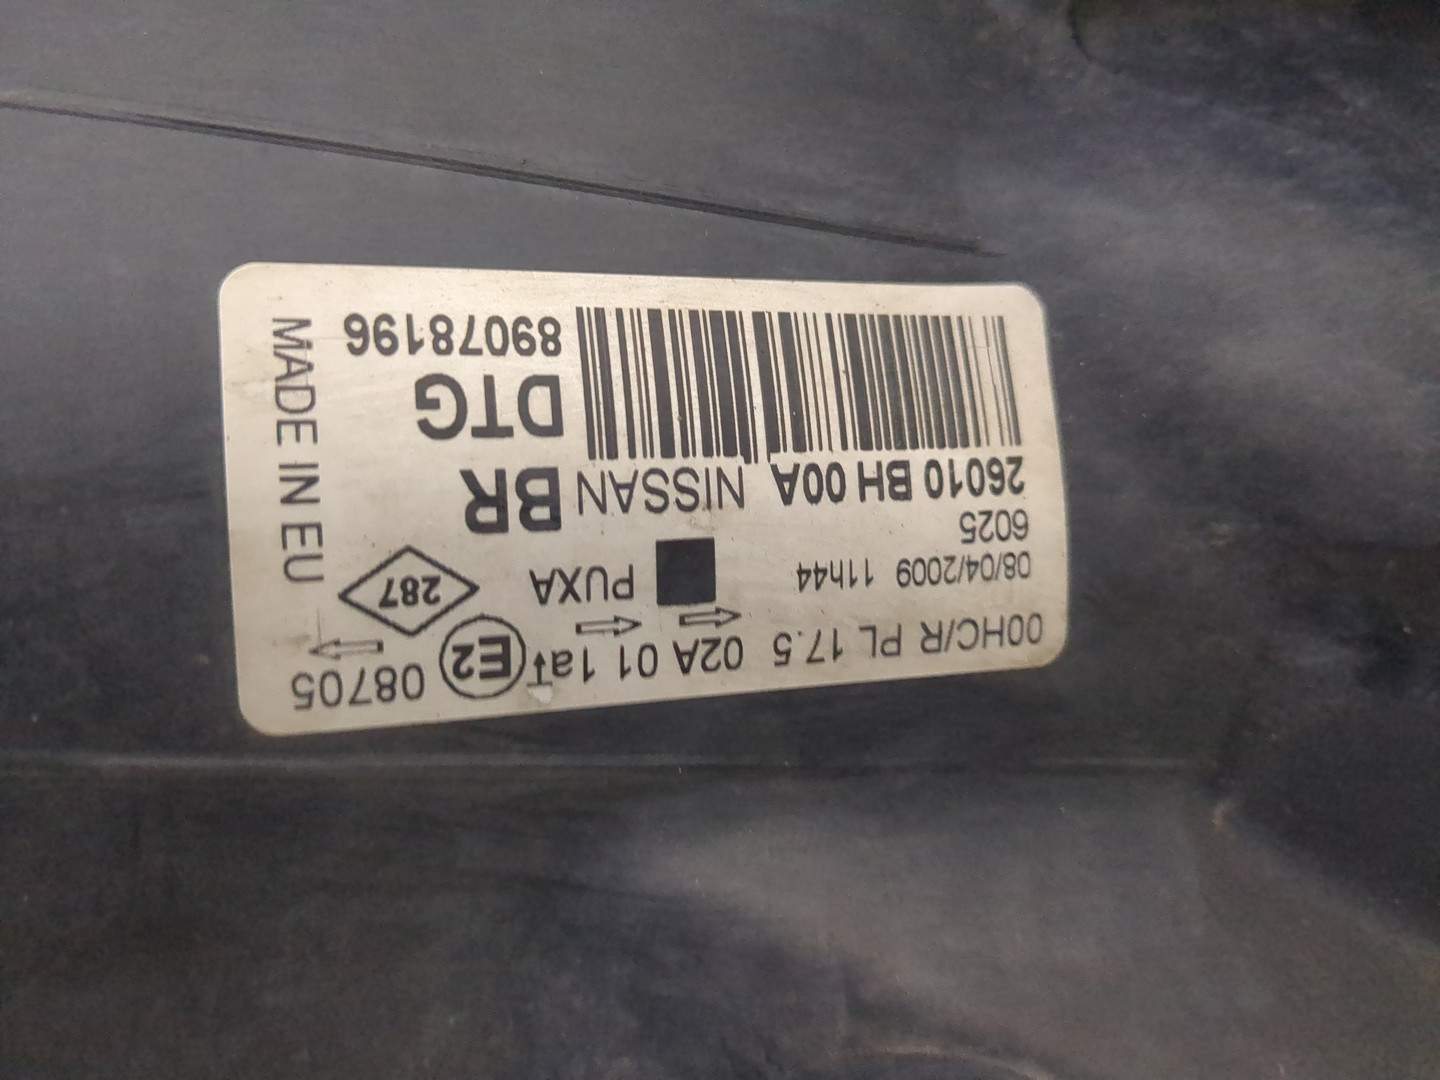 00HC/R PL 17.5 02A 01 1a E2 08705
08/04/2009 11h44 PUXA 287
6025
26010 BH 00A NISSAN BR
DTG
89078196
MADE IN EU